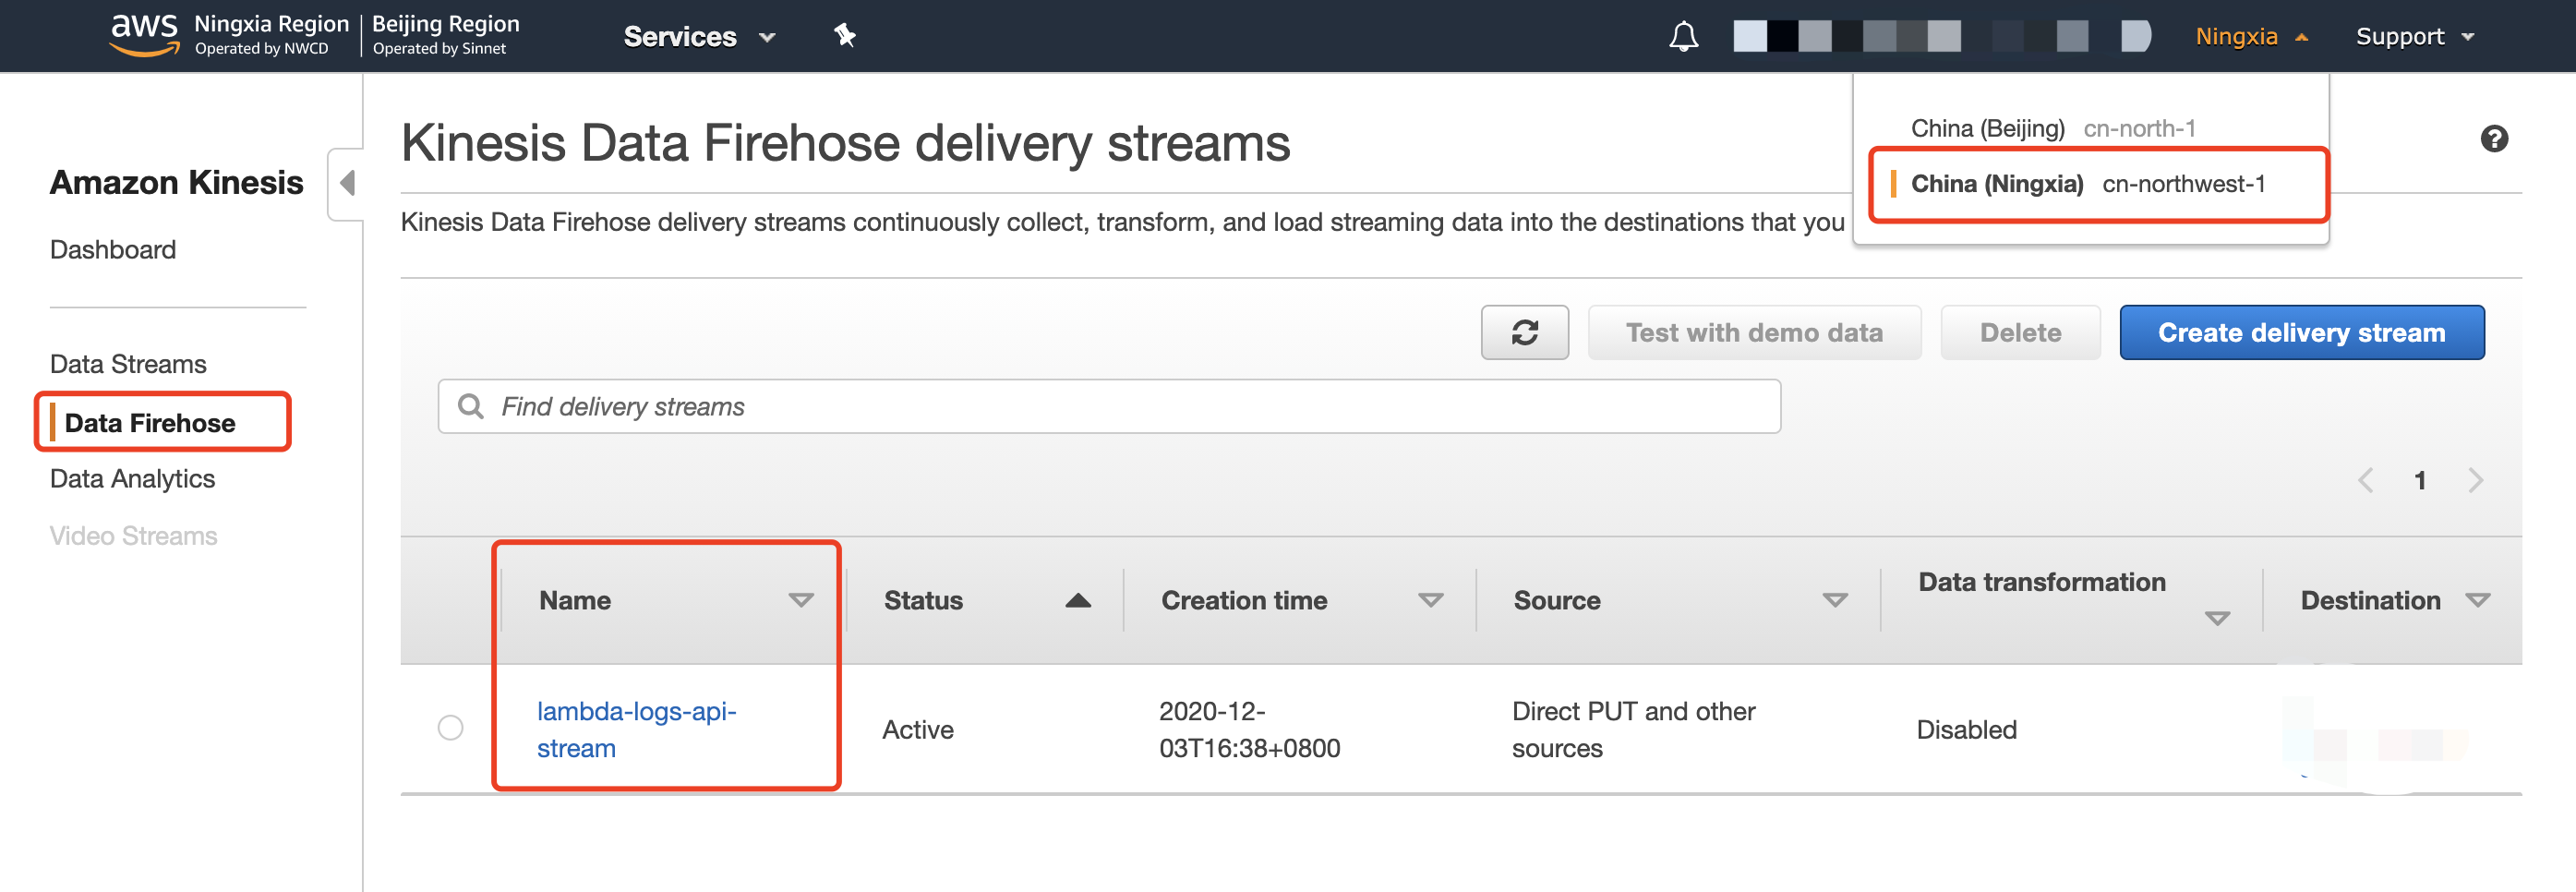 aws Ningxia Region Beijing Region
Operated by NWCD Operated by Sinnet
Services
Ningxia
Support
China (Beijing) cn-north-1
China (Ningxia) cn-northwest-1
Amazon Kinesis
Dashboard
Data Streams
Data Firehose
Data Analytics
Video Streams
Kinesis Data Firehose delivery streams
Kinesis Data Firehose delivery streams continuously collect, transform, and load streaming data into the destinations that you
Test with demo data
Delete
Create delivery stream
Find delivery streams
1
Name Status Creation time Source Data transformation Destination
lambda-logs-api-
stream
Active
2020-12-
03T16:38+0800
Direct PUT and other
sources
Disabled